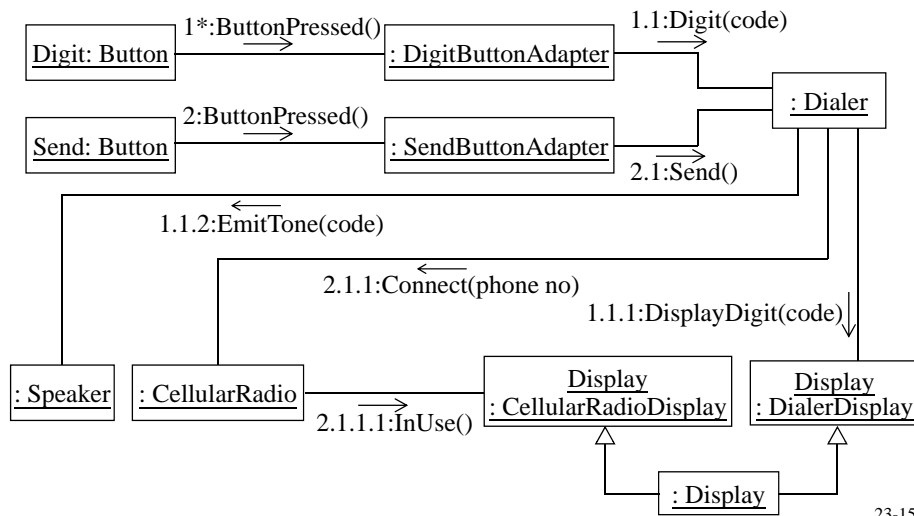 1*:ButtonPressed()
1.1:Digit(code)
Digit: Button
: DigitButtonAdapter
: Dialer
2:ButtonPressed()
Send: Button
: SendButtonAdapter
2.1:Send()
1.1.2:EmitTone(code)
2.1.1:Connect(phone no)
1.1.1:DisplayDigit(code)
: Speaker
: CellularRadio
Display
: CellularRadioDisplay
Display
: DialerDisplay
2.1.1.1:InUse()
: Display
23-15